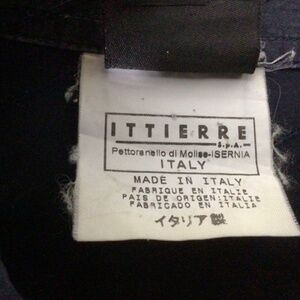 ITTIERRE
S.p.A.
Pettoranello di Molise-ISERNIA
ITALY
MADE IN ITALY
FABRIQUE EN ITALIE
PAIS DE ORIGEN:ITALIE
FABRICADO EN ITALIA
イタリア製